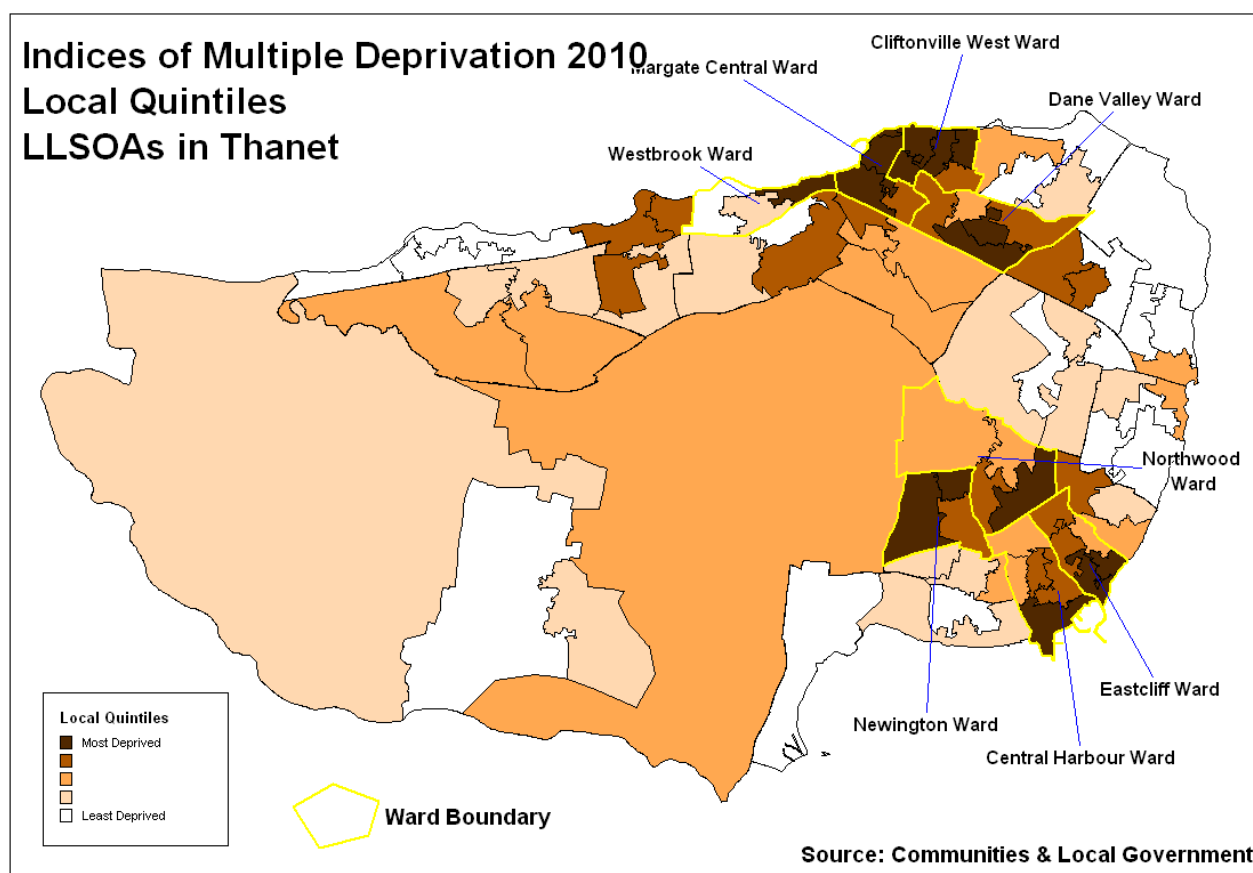 Indices of Multiple Deprivation 2010
Local Quintiles
LLSOAs in Thanet
Cliftonville West Ward
Margate Central Ward
Dane Valley Ward
Westbrook Ward
Northwood
Ward
Eastcliff Ward
Newington Ward
Central Harbour Ward
Local Quintiles
Most Deprived
Least Deprived
Ward Boundary
Source: Communities & Local Government